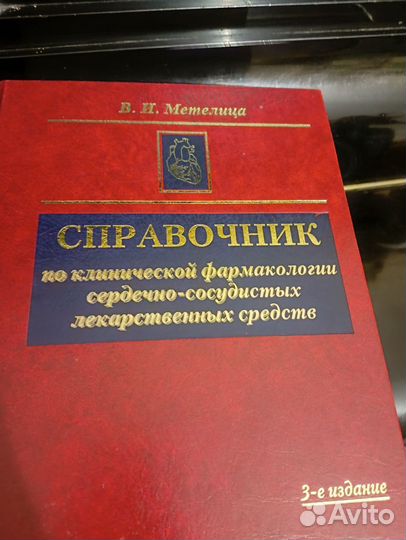 В. И. Метелица
СПРАВОЧНИК
по клинической фармакологии
сердечно-сосудистых
лекарственных средств
3-е издание
Avito